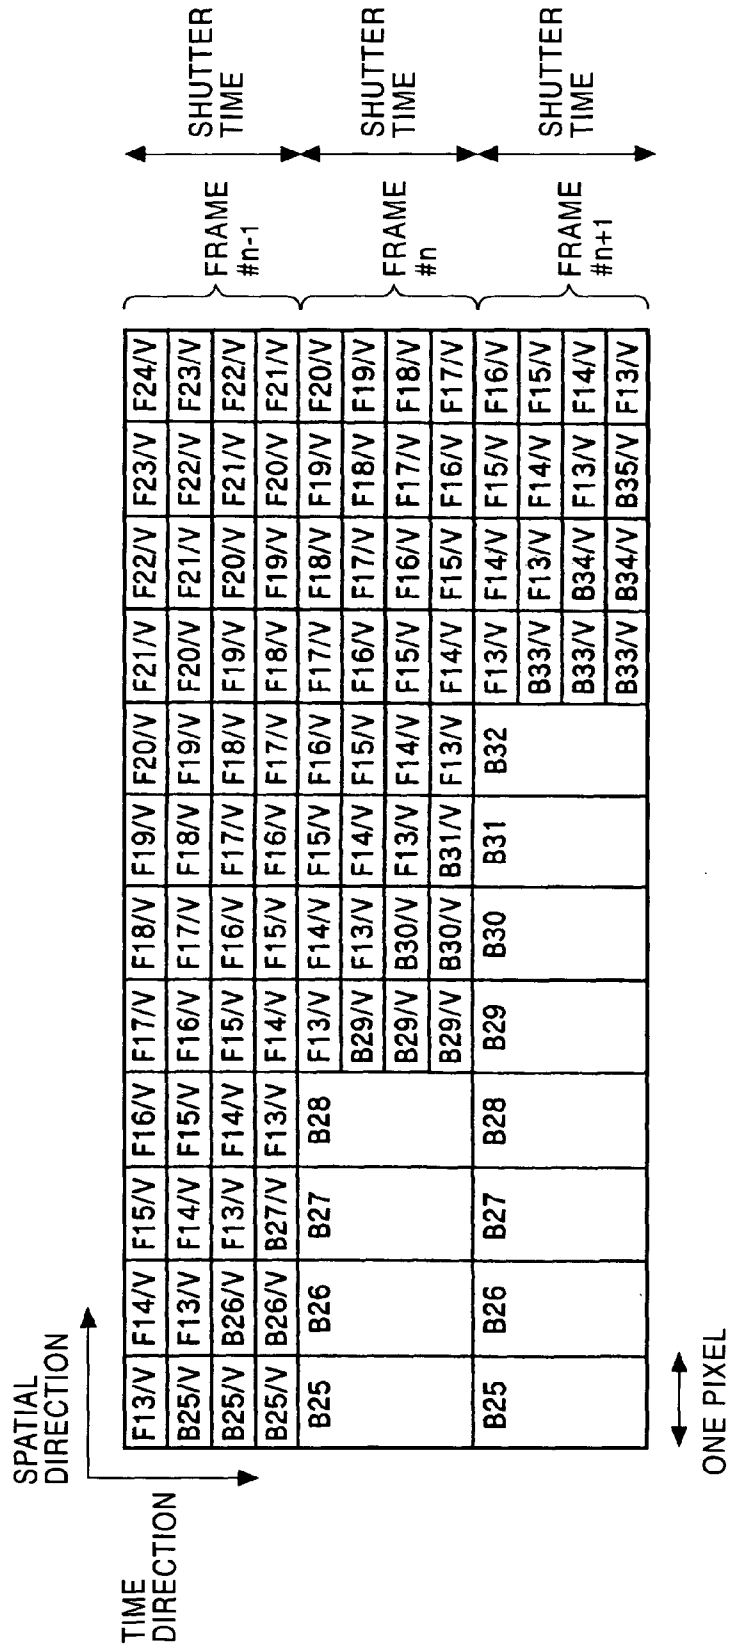 SPATIAL
DIRECTION
TIME
DIRECTION
F13/V F14/V F15/V F16/V F17/V F18/V F19/V F20/V F21/V F22/V F23/V F24/V
B25/V F13/V F14/V F15/V F16/V F17/V F18/V F19/V F20/V F21/V F22/V F23/V
B25/V B26/V F13/V F14/V F15/V F16/V F17/V F18/V F19/V F20/V F21/V F22/V
B25/V B26/V B27/V F13/V F14/V F15/V F16/V F17/V F18/V F19/V F20/V F21/V
B25 B26 B27 B28 F13/V F14/V F15/V F16/V F17/V F18/V F19/V F20/V
B29/V F13/V F14/V F15/V F16/V F17/V F18/V F19/V
B29/V B30/V F13/V F14/V F15/V F16/V F17/V F18/V
B29/V B30/V B31/V F13/V F14/V F15/V F16/V F17/V
B25 B26 B27 B28 B29 B30 B31 B32 F13/V F14/V F15/V F16/V
B33/V F13/V F14/V F15/V
B33/V B34/V F13/V F14/V
B33/V B34/V B35/V F13/V
FRAME
#n-1
SHUTTER
TIME
FRAME
#n
SHUTTER
TIME
FRAME
#n+1
SHUTTER
TIME
ONE PIXEL